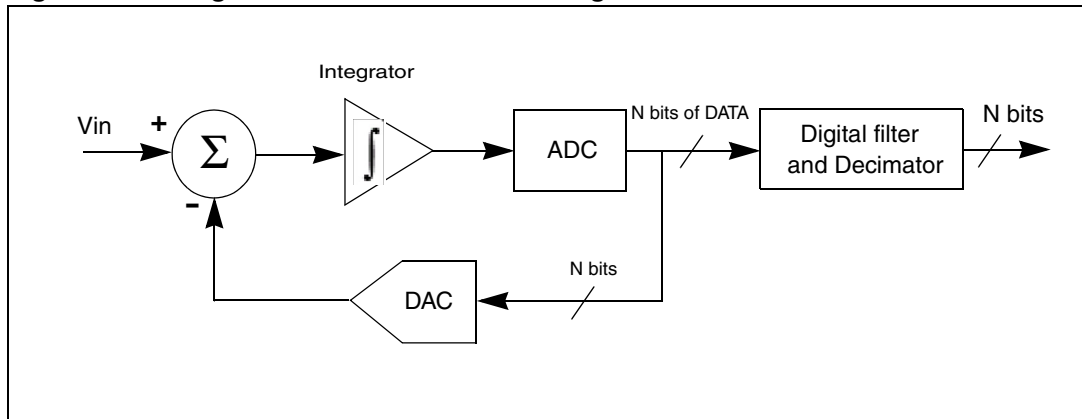 Integrator
Vin
+
Σ
-
∫
ADC
N bits of DATA
Digital filter
and Decimator
N bits
DAC
N bits